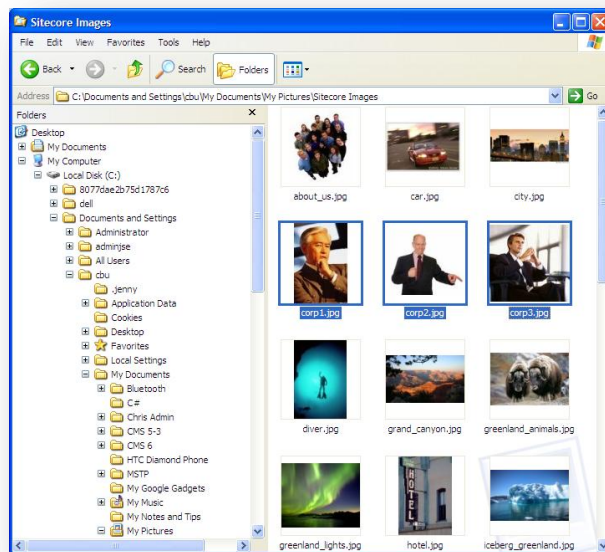 Sitecore Images
File Edit View Favorites Tools Help
Back Search Folders
Address C:\Documents and Settings\cbu\My Documents\My Pictures\Sitecore Images Go
Folders
Desktop
My Documents
My Computer
Local Disk (C:)
8077dae2b75d1787c6
dell
Documents and Settings
Administrator
adminjse
All Users
cbu
.jenny
Application Data
Cookies
Desktop
Favorites
Local Settings
My Documents
Bluetooth
C#
Chris Admin
CMS 5-3
CMS 6
HTC Diamond Phone
MSTP
My Google Gadgets
My Music
My Notes and Tips
My Pictures
about_us.jpg car.jpg city.jpg
corp1.jpg corp2.jpg corp3.jpg
diver.jpg grand_canyon.jpg greenland_animals.jpg
HOTEL
greenland_lights.jpg hotel.jpg iceberg_greenland.jpg